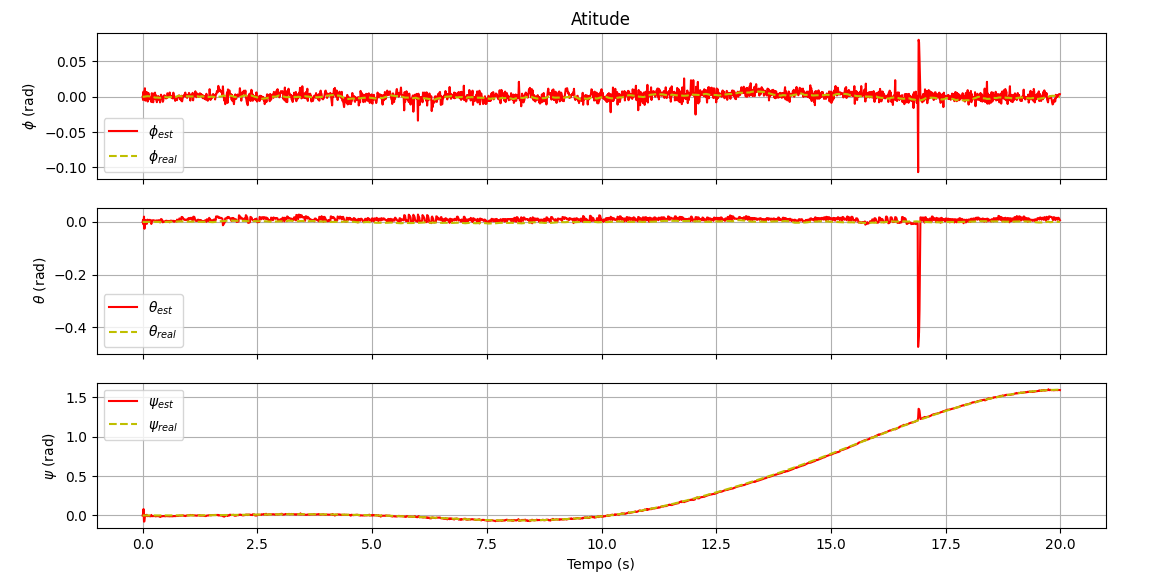 Atitude
ϕ (rad)
0.05
0.00
−0.05
−0.10
ϕest
ϕreal
θ (rad)
0.0
−0.2
−0.4
θest
θreal
ψ (rad)
1.5
1.0
0.5
0.0
ψest
ψreal
0.0 2.5 5.0 7.5 10.0 12.5 15.0 17.5 20.0
Tempo (s)